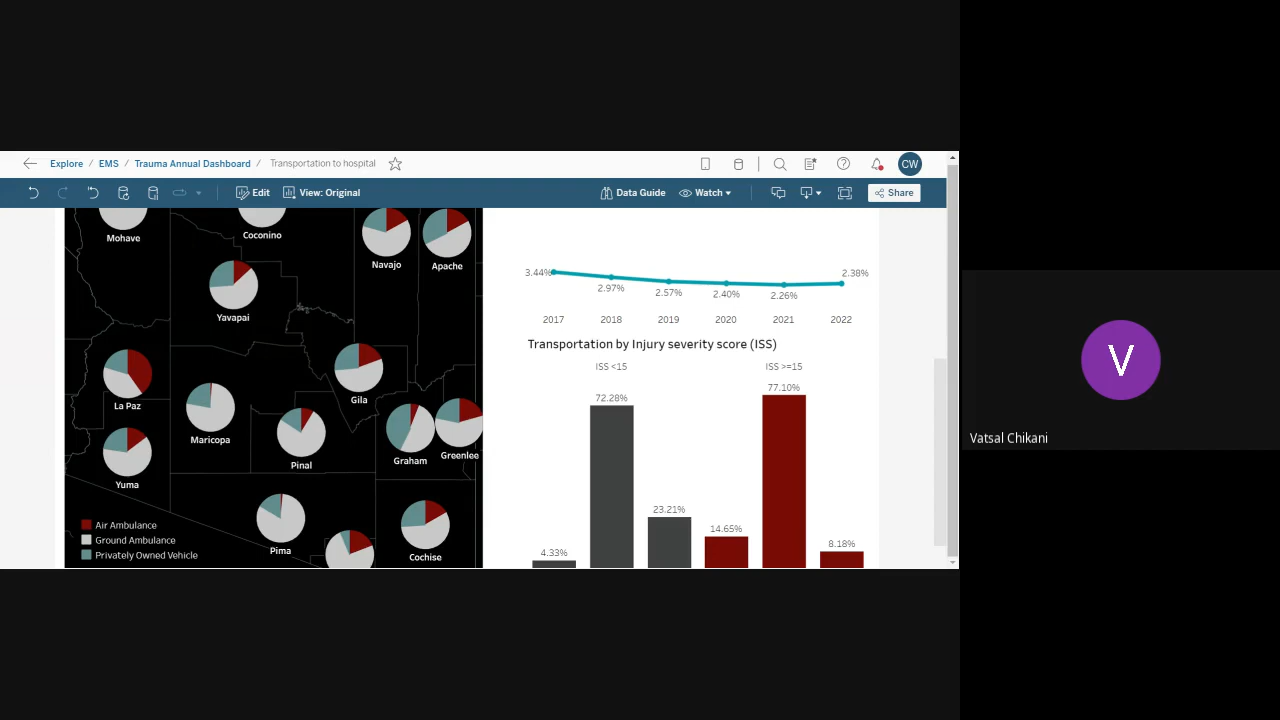 Explore / EMS / Trauma Annual Dashboard / Transportation to hospital
CW
Edit
View: Original
Data Guide
Watch
Share
Mohave
Coconino
Navajo
Apache
Yavapai
La Paz
Gila
Maricopa
Pinal
Graham
Greenlee
Yuma
Pima
Cochise
Air Ambulance
Ground Ambulance
Privately Owned Vehicle
3.44%
2.97%
2.57%
2.40%
2.26%
2.38%
2017 2018 2019 2020 2021 2022
Transportation by Injury severity score (ISS)
ISS <15 ISS >=15
4.33%
72.28%
23.21%
14.65%
77.10%
8.18%
V
Vatsal Chikani